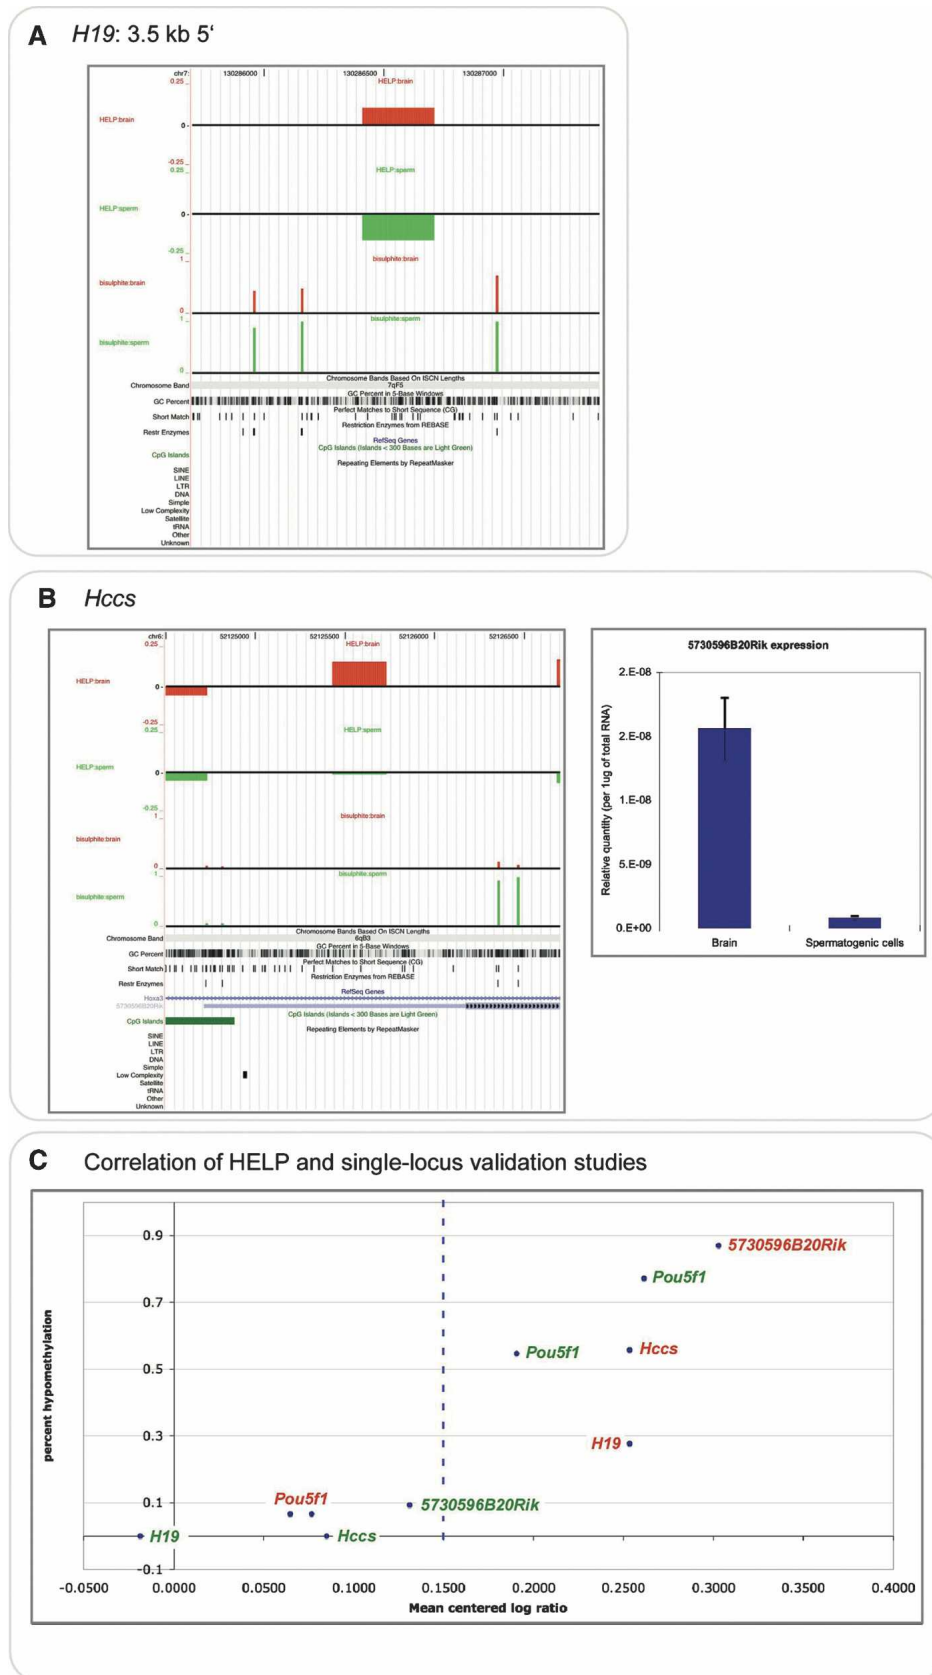 A H19: 3.5 kb 5‘
chr7: 130286000 130286500 130287000
0.25 HELP:brain
HELP:brain
0
-0.25
0.25 HELP:sperm
HELP:sperm
0
-0.25
1 bisulphite:brain
bisulphite:brain
0
1 bisulphite:sperm
bisulphite:sperm
0
Chromosome Bands Based On ISCN Lengths
Chromosome Band 7qF5
GC Percent in 5-Base Windows
GC Percent
Perfect Matches to Short Sequence (CG)
Short Match
Restriction Enzymes from REBASE
Restr Enzymes
RefSeq Genes
CpG Islands (Islands < 300 Bases are Light Green)
CpG Islands
Repeating Elements by RepeatMasker
SINE
LINE
LTR
DNA
Simple
Low Complexity
Satellite
tRNA
Other
Unknown
B Hccs
chr6: 52125000 52125500 52126000 52126500
0.25 HELP:brain
HELP:brain
0
-0.25
0.25 HELP:sperm
HELP:sperm
0
-0.25
1 bisulphite:brain
bisulphite:brain
0
1 bisulphite:sperm
bisulphite:sperm
0
Chromosome Bands Based On ISCN Lengths
Chromosome Band 6qB3
GC Percent in 5-Base Windows
GC Percent
Perfect Matches to Short Sequence (CG)
Short Match
Restriction Enzymes from REBASE
Restr Enzymes
RefSeq Genes
Hoxa3
5730596B20Rik
CpG Islands (Islands < 300 Bases are Light Green)
CpG Islands
Repeating Elements by RepeatMasker
SINE
LINE
LTR
DNA
Simple
Low Complexity
Satellite
tRNA
Other
Unknown
5730596B20Rik expression
Relative quantity (per 1ug of total RNA)
2.E-08
2.E-08
1.E-08
5.E-09
0.E+00
Brain Spermatogenic cells
C Correlation of HELP and single-locus validation studies
percent hypomethylation
0.9
0.7
0.5
0.3
0.1
-0.1
5730596B20Rik
Pou5f1
Pou5f1
Hccs
H19
Pou5f1
5730596B20Rik
H19
Hccs
-0.0500 0.0000 0.0500 0.1000 0.1500 0.2000 0.2500 0.3000 0.3500 0.4000
Mean centered log ratio